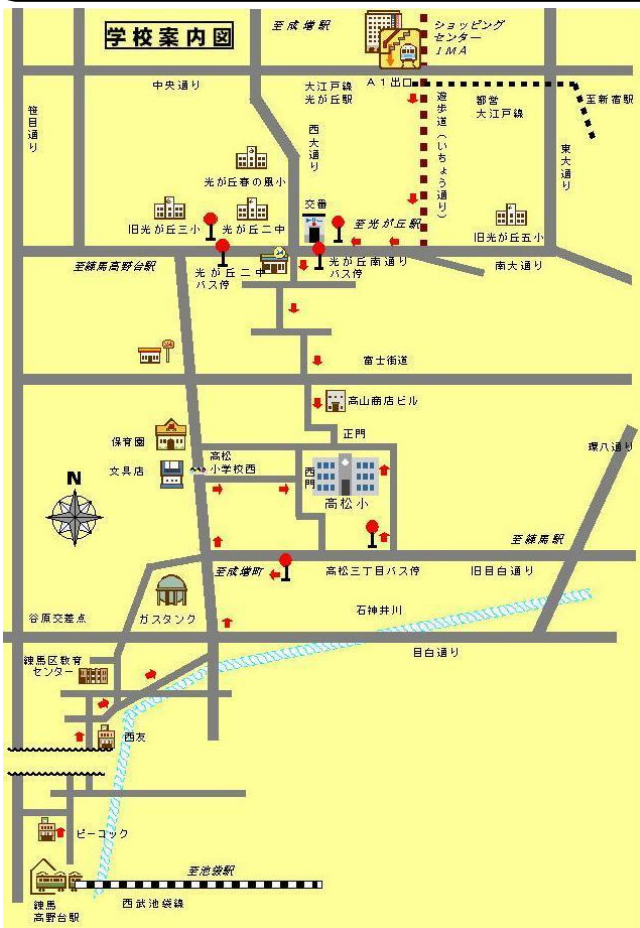 学校案内図
至成増駅
ショッピング
センター
IMA
中央通り
大江戸線
光が丘駅
A1出口
都営
大江戸線
至新宿駅
笹目通り
西大通り
遊歩道（いちょう通り）
東大通り
光が丘春の風小
旧光が丘三小
光が丘二中
交番
至光が丘駅
旧光が丘五小
至練馬高野台駅
光が丘二中
バス停
24
光が丘南通り
バス停
南大通り
富士街道
高山商店ビル
正門
保育園
高松
小学校西
文具店
西門
高松小
環八通り
N
至練馬駅
至成増町
高松三丁目バス停
旧目白通り
ガスタンク
石神井川
谷原交差点
目白通り
練馬区教育
センター
西友
ピーコック
至池袋駅
練馬
高野台駅
西武池袋線